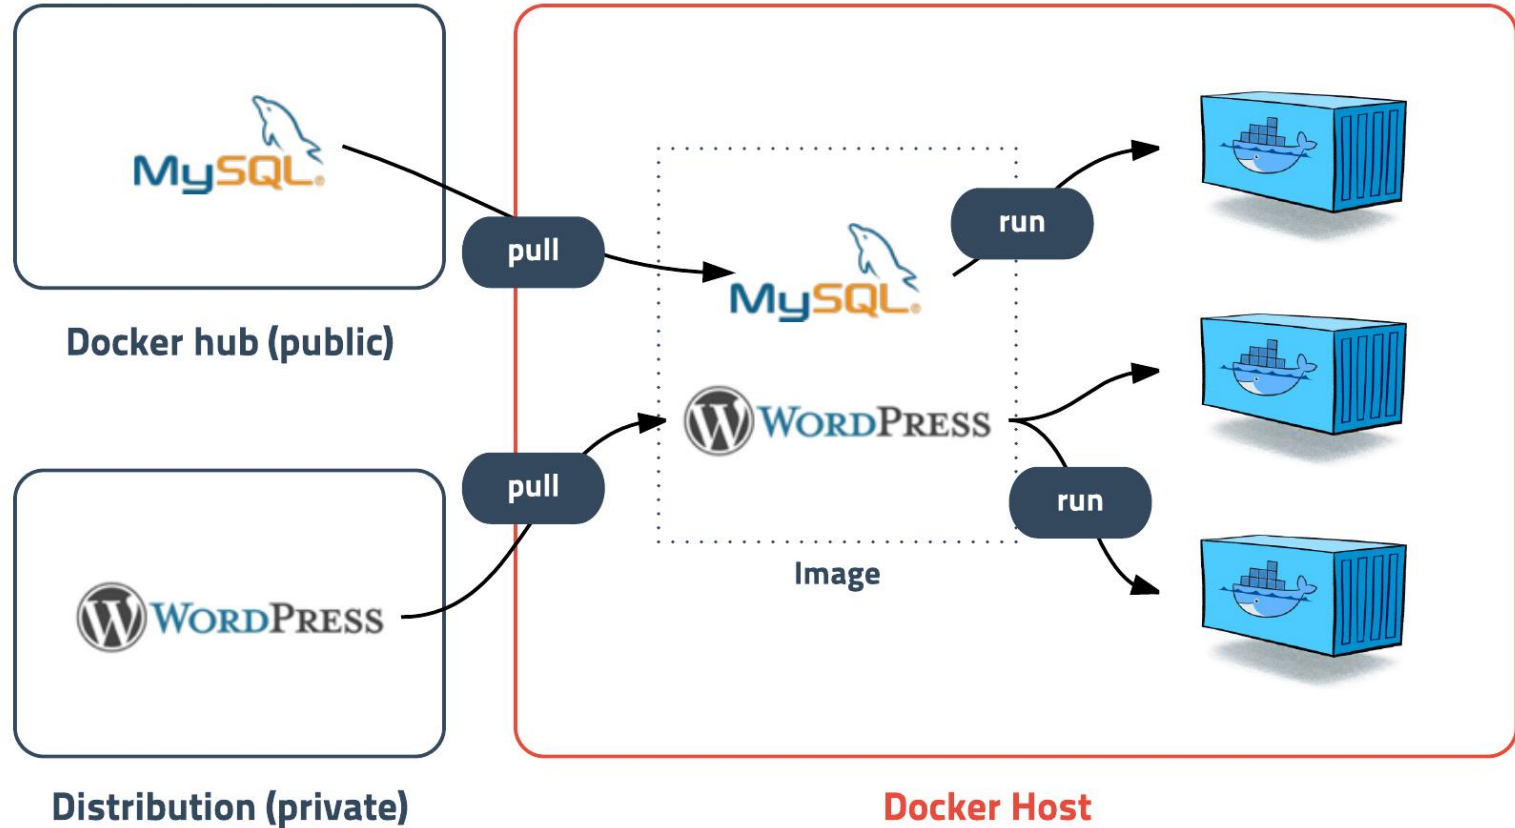 MySQL®
Docker hub (public)
pull
MySQL®
run
WORDPRESS
pull
run
Image
WORDPRESS
Distribution (private)
Docker Host